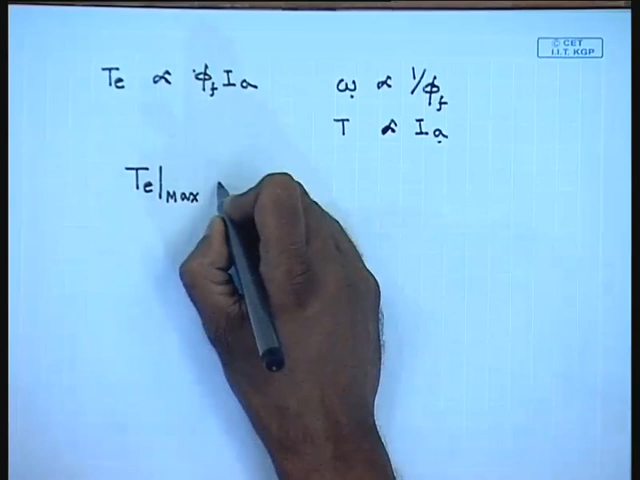 © CET
I.I.T. KGP
Te ∝ ϕf Ia
ω ∝ 1/ϕf
T ∝ Ia
Te|Max